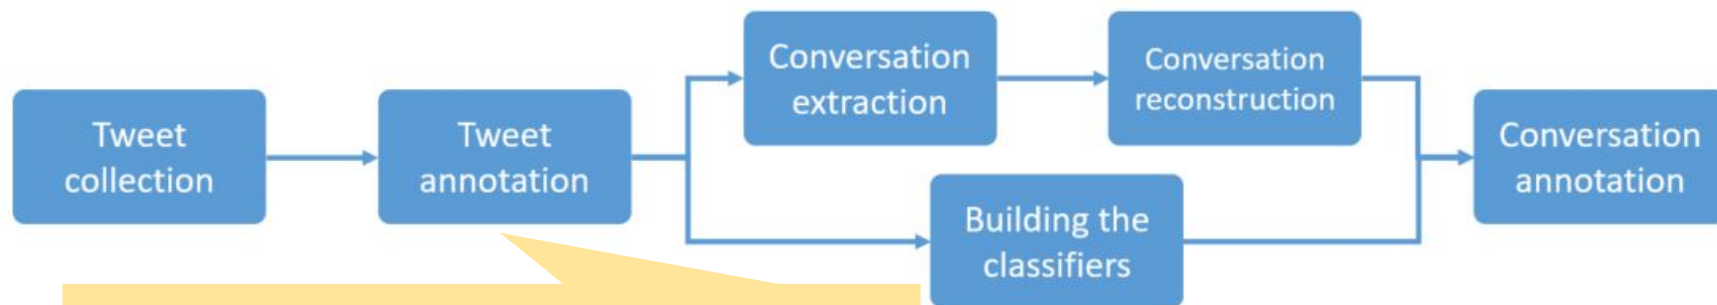 Tweet
collection
Tweet
annotation
Conversation
extraction
Conversation
reconstruction
Building the
classifiers
Conversation
annotation